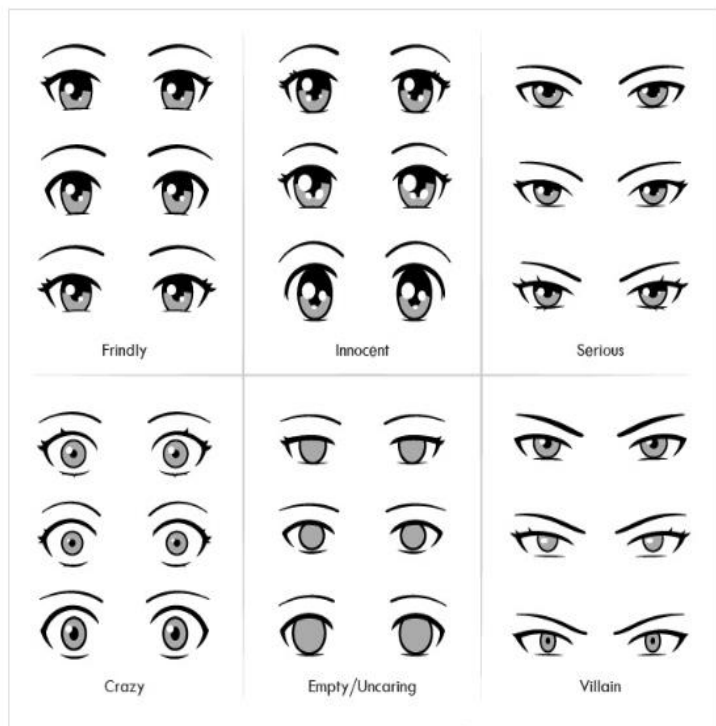 Frindly
Innocent
Serious
Crazy
Empty/Uncaring
Villain